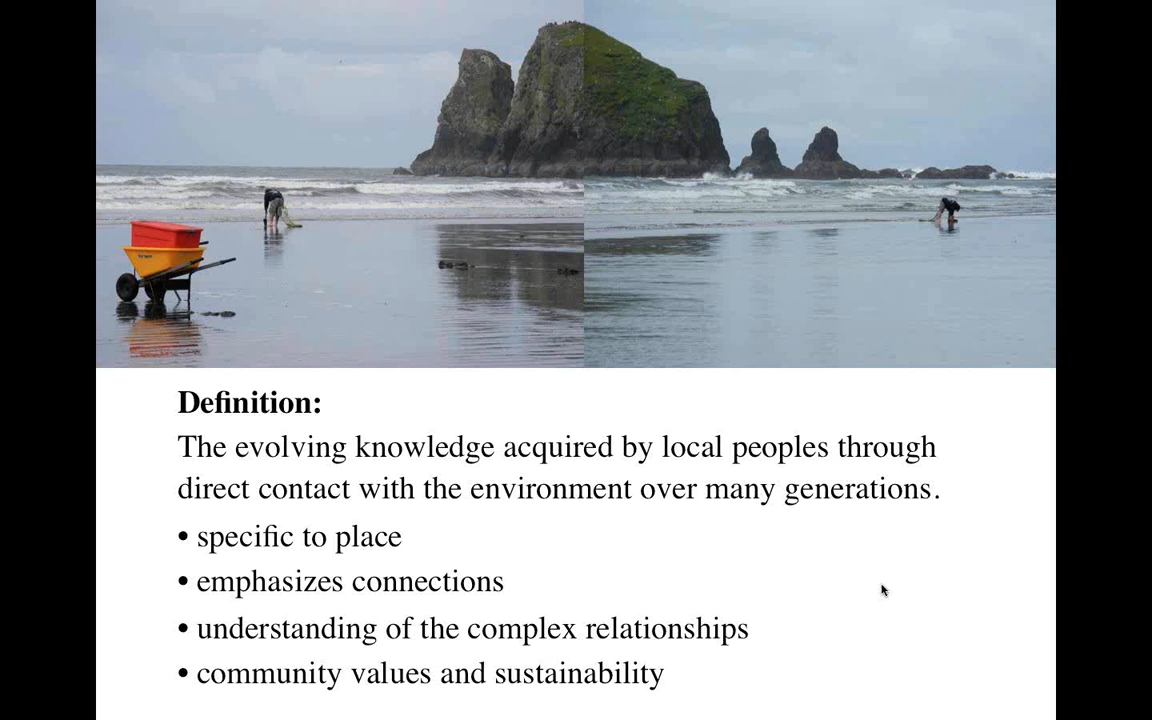 Definition:
The evolving knowledge acquired by local peoples through
direct contact with the environment over many generations.
• specific to place
• emphasizes connections
• understanding of the complex relationships
• community values and sustainability